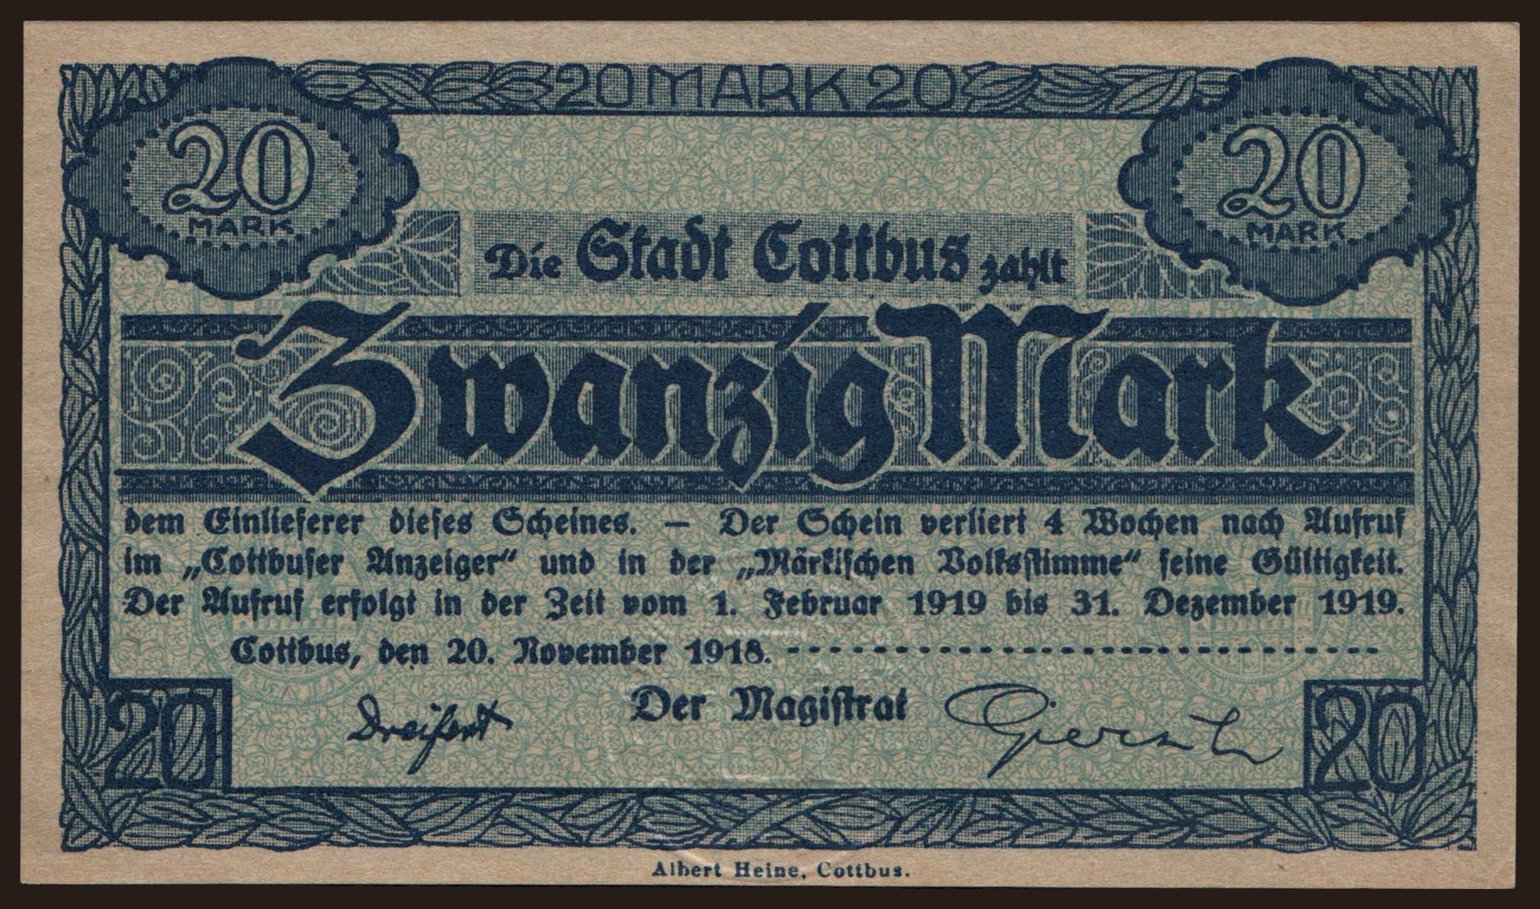 20 MARK 20
20
MARK
20
MARK
Die Stadt Cottbus zahlt
Zwanzig Mark
dem Einlieferer dieses Scheines. — Der Schein verliert 4 Wochen nach Aufruf
im „Cottbuser Anzeiger“ und in der „Märkischen Volksstimme“ seine Gültigkeit.
Der Aufruf erfolgt in der Zeit vom 1. Februar 1919 bis 31. Dezember 1919.
Cottbus, den 20. November 1918.
Der Magistrat
Dreifert
20
20
Albert Heine, Cottbus.